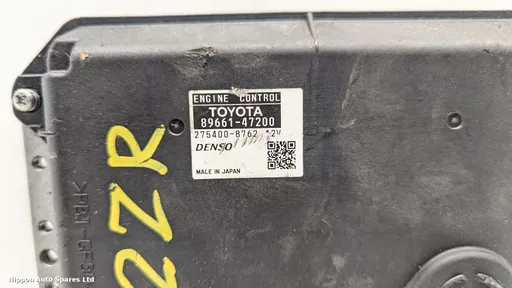 ENGINE CONTROL
TOYOTA
89661-47200
275400-8762 12V
DENSO
MADE IN JAPAN
2ZR
Nippon Auto Spares Ltd